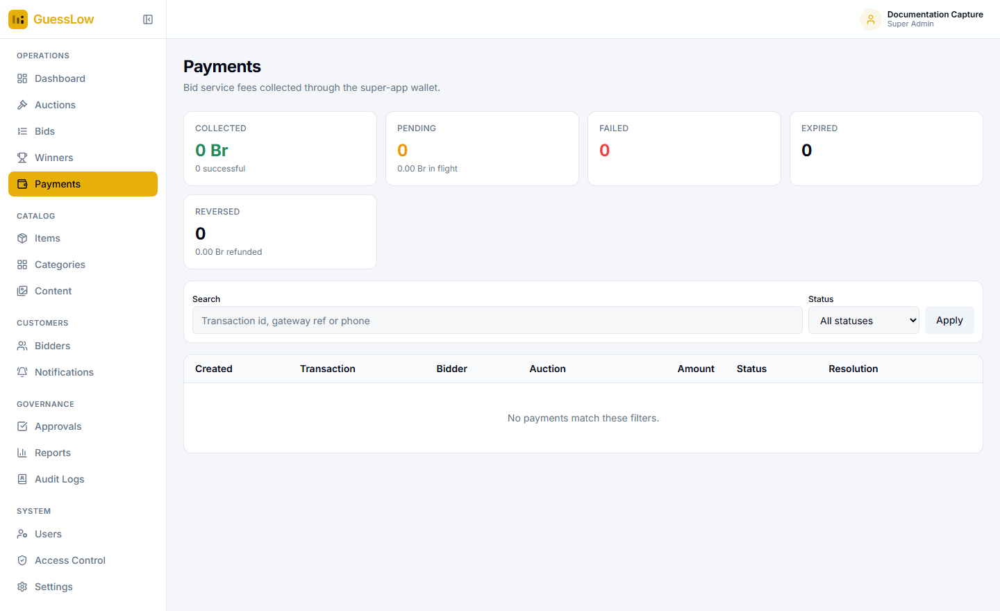 GuessLow
Documentation Capture
Super Admin
OPERATIONS
Dashboard
Auctions
Bids
Winners
Payments
CATALOG
Items
Categories
Content
CUSTOMERS
Bidders
Notifications
GOVERNANCE
Approvals
Reports
Audit Logs
SYSTEM
Users
Access Control
Settings
Payments
Bid service fees collected through the super-app wallet.
COLLECTED
0 Br
0 successful
PENDING
0
0.00 Br in flight
FAILED
0
EXPIRED
0
REVERSED
0
0.00 Br refunded
Search
Transaction id, gateway ref or phone
Status
All statuses
Apply
Created Transaction Bidder Auction Amount Status Resolution
No payments match these filters.